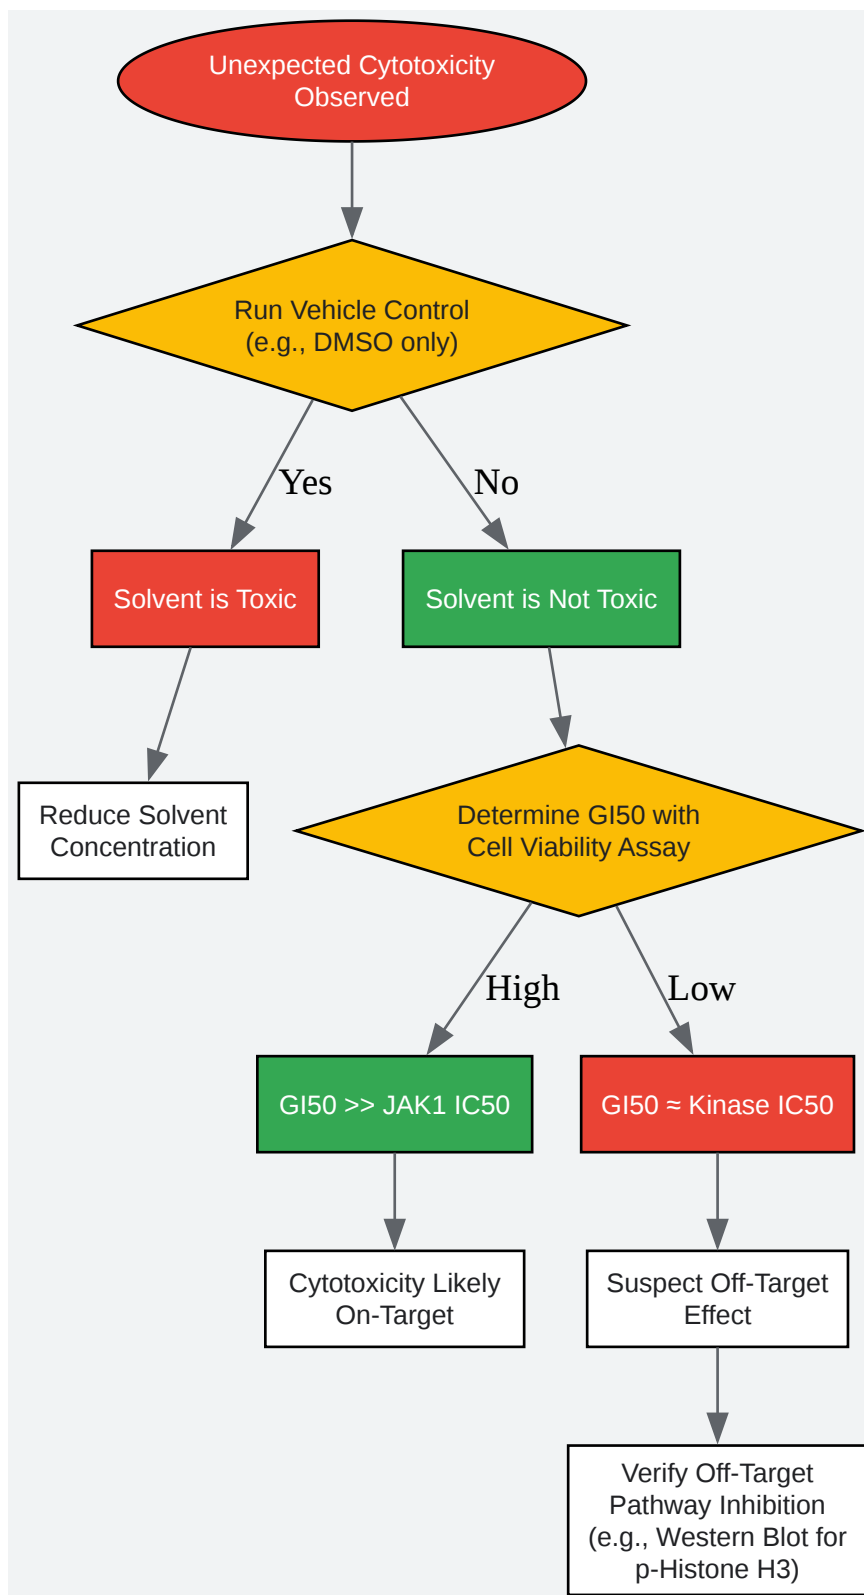 Unexpected Cytotoxicity
Observed
Run Vehicle Control
(e.g., DMSO only)
Yes
No
Solvent is Toxic
Solvent is Not Toxic
Reduce Solvent
Concentration
Determine GI50 with
Cell Viability Assay
High
Low
GI50 >> JAK1 IC50
GI50 ≈ Kinase IC50
Cytotoxicity Likely
On-Target
Suspect Off-Target
Effect
Verify Off-Target
Pathway Inhibition
(e.g., Western Blot for
p-Histone H3)